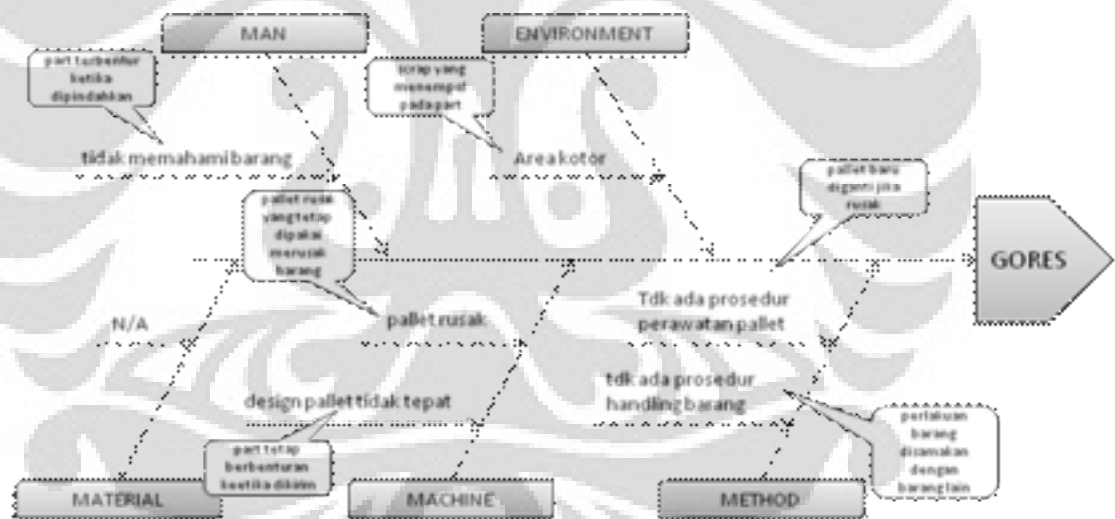 MAN
ENVIRONMENT
part terbentur
ketika
dipindahkan
scrap yang
menempel
pada part
tidak memahami barang
Area kotor
pallet baru
diganti jika
rusak
pallet rusak
yang tetap
dipakai
merusak
barang
GORES
N/A
pallet rusak
Tdk ada prosedur
perawatan pallet
design pallet tidak tepat
tdk ada prosedur
handling barang
part tetap
berbenturan
ketika dikirim
perlakuan
barang
disamakan
dengan
barang lain
MATERIAL
MACHINE
METHOD